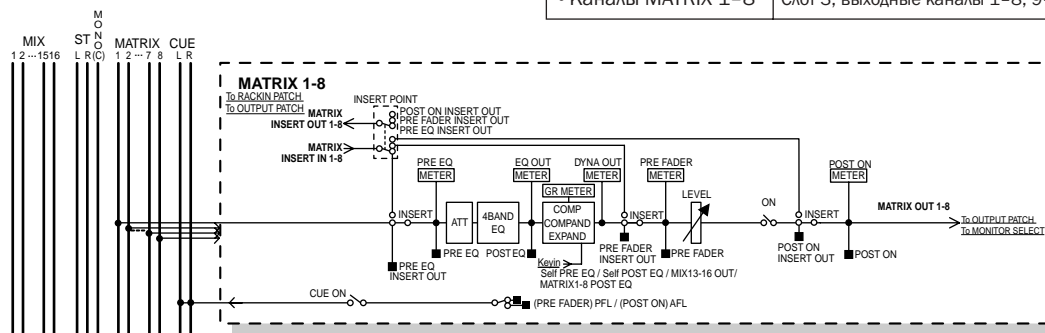 • Каналы MATRIX 1–8
Слот 3, выходные каналы 1–8, 9
MIX
1 2 ···1516
ST
L R
MONO
(C)
MATRIX
1 2 ··· 7 8
CUE
L R
MATRIX 1-8
To RACKIN PATCH
To OUTPUT PATCH
MATRIX
INSERT OUT 1-8
MATRIX
INSERT IN 1-8
INSERT POINT
POST ON INSERT OUT
PRE FADER INSERT OUT
PRE EQ INSERT OUT
PRE EQ
METER
EQ OUT
METER
DYNA OUT
METER
PRE FADER
METER
POST ON
METER
GR METER
LEVEL
ON
MATRIX OUT 1-8
To OUTPUT PATCH
To MONITOR SELECT
INSERT
ATT
4BAND
EQ
COMP
COMPAND
EXPAND
INSERT
INSERT
PRE EQ
POST EQ
PRE FADER
INSERT OUT
PRE FADER
POST ON
INSERT OUT
POST ON
PRE EQ
INSERT OUT
Kevin
Self PRE EQ / Self POST EQ / MIX13-16 OUT/
MATRIX1-8 POST EQ
CUE ON
(PRE FADER) PFL / (POST ON) AFL